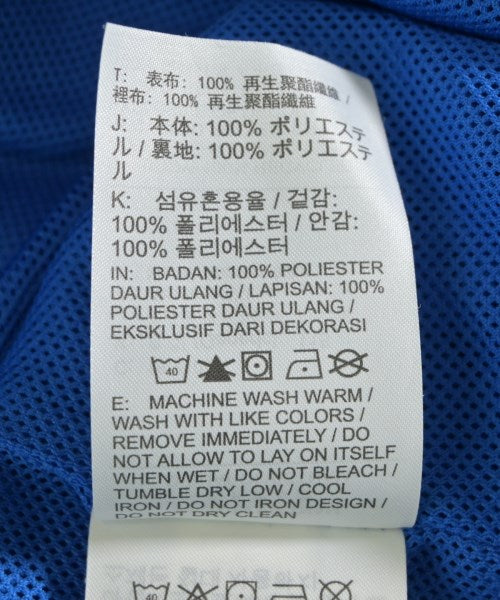 T: 表布: 100% 再生聚酯纖維 /
裡布: 100% 再生聚酯纖維
J: 本体: 100% ポリエステ
ル / 裏地: 100% ポリエステ
ル
K: 섬유혼용율 / 겉감:
100% 폴리에스터 / 안감:
100% 폴리에스터
IN: BADAN: 100% POLIESTER
DAUR ULANG / LAPISAN: 100%
POLIESTER DAUR ULANG /
EKSKLUSIF DARI DEKORASI
40
E: MACHINE WASH WARM /
WASH WITH LIKE COLORS /
REMOVE IMMEDIATELY / DO
NOT ALLOW TO LAY ON ITSELF
WHEN WET / DO NOT BLEACH /
TUMBLE DRY LOW / COOL
IRON / DO NOT IRON DESIGN /
DO NOT DRY CLEAN
40